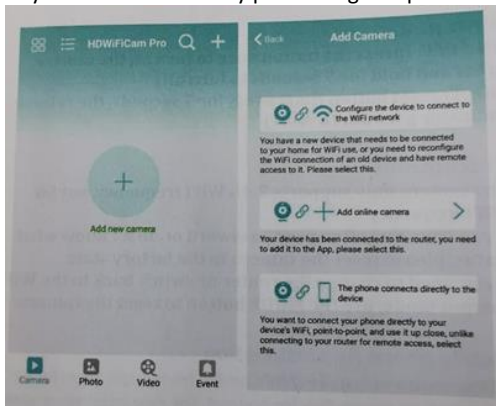 HDWiFiCam Pro
Add new camera
Camera
Photo
Video
Event
Back
Add Camera
Configure the device to connect to
the WiFi network
You have a new device that needs to be connected
to your home for WiFi use, or you need to reconfigure
the WiFi connection of an old device and have remote
access to it. Please select this.
Add online camera
Your device has been connected to the router, you need
to add it to the App, please select this.
The phone connects directly to the
device
You want to connect your phone directly to your
device's WiFi, point-to-point, and use it up close, unlike
connecting to your router for remote access, select
this.